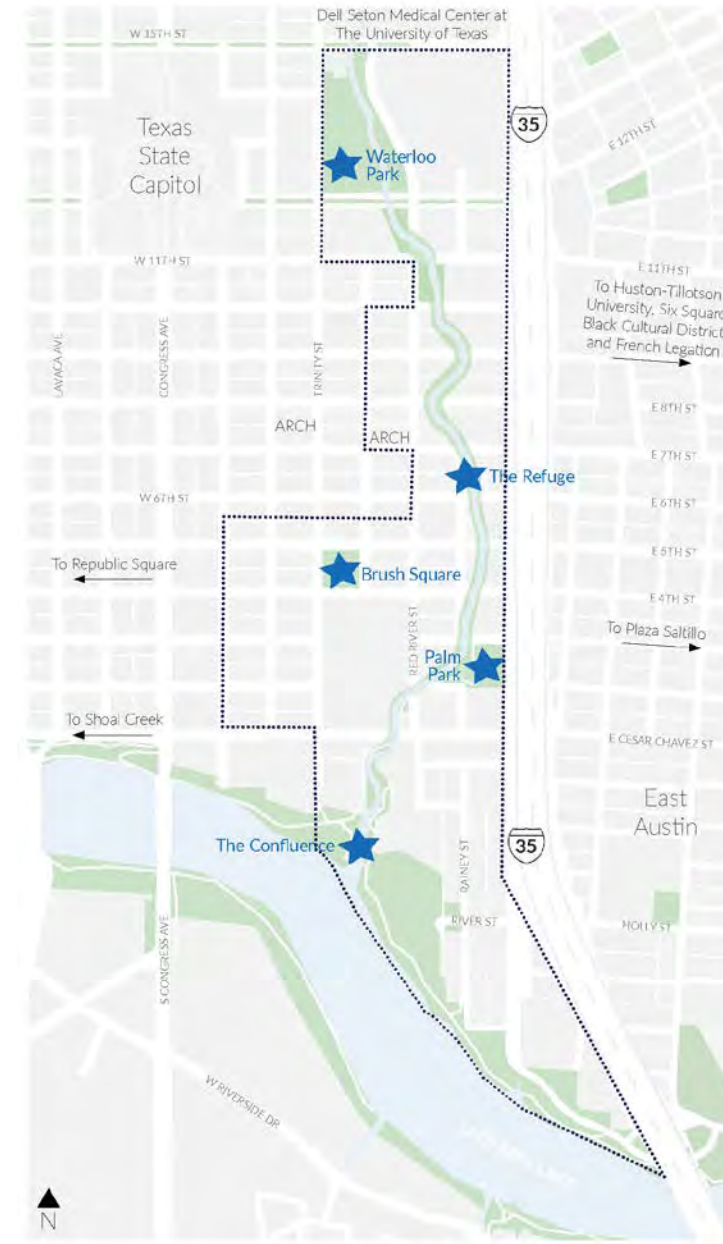 Dell Seton Medical Center at
The University of Texas
W 15TH ST
35
Texas
State
Capitol
Waterloo
Park
E 12TH ST
W 11TH ST
E 11TH ST
To Huston-Tillotson
University, Six Square
Black Cultural District
and French Legation
LAVACA AVE
CONGRESS AVE
TRINITY ST
E 8TH ST
ARCH
ARCH
E 7TH ST
The Refuge
W 6TH ST
E 6TH ST
To Republic Square
E 5TH ST
Brush Square
E 4TH ST
RED RIVER ST
To Plaza Saltillo
Palm
Park
To Shoal Creek
E CESAR CHAVEZ ST
East
Austin
The Confluence
35
RAINEY ST
RIVER ST
HOLLY ST
S CONGRESS AVE
W RIVERSIDE DR
N